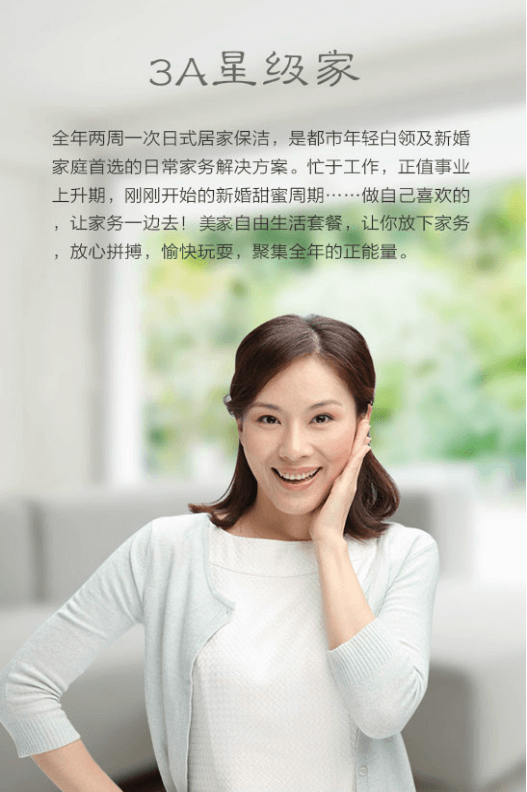 3A星级家
全年两周一次日式居家保洁，是都市年轻白领及新婚
家庭首选的日常家务解决方案。忙于工作，正值事业
上升期，刚刚开始的新婚甜蜜周期……做自己喜欢的
，让家务一边去！美家自由生活套餐，让你放下家务
，放心拼搏，愉快玩耍，聚集全年的正能量。